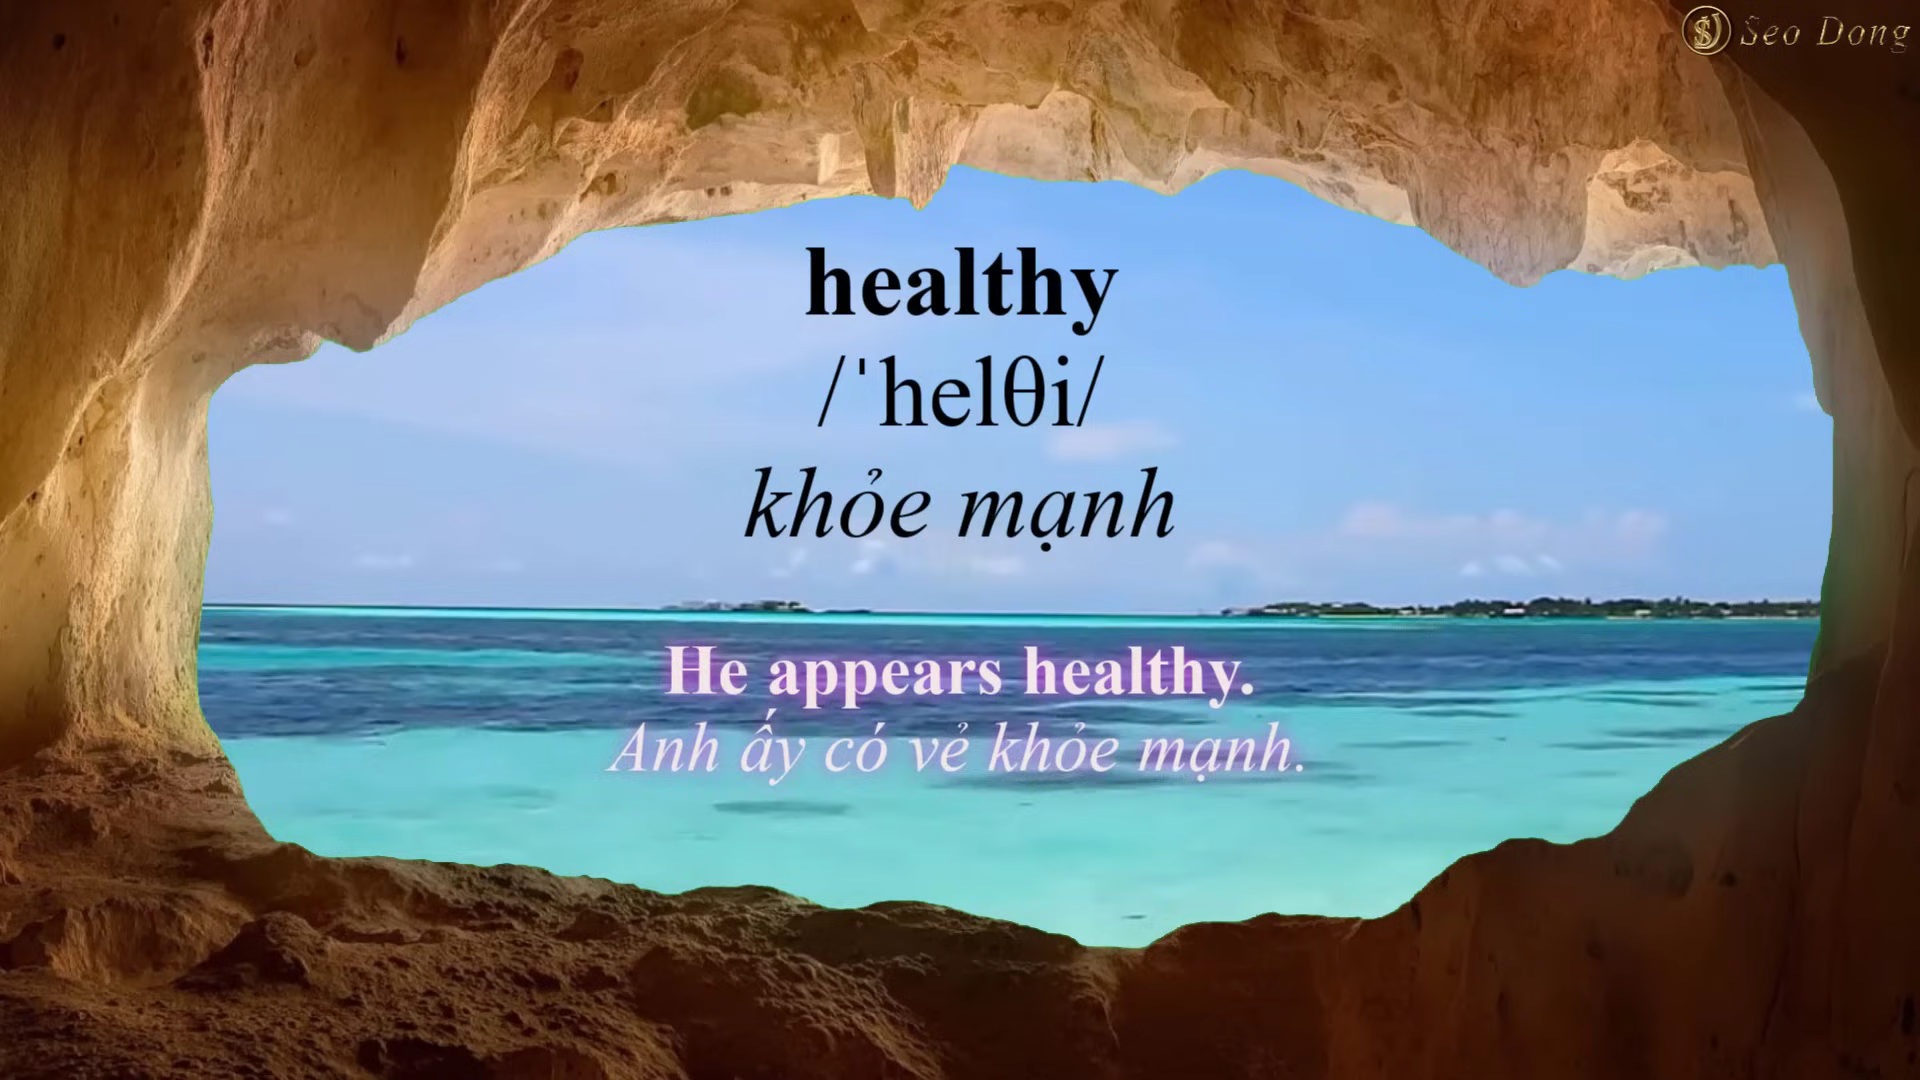 Seo Dong
healthy
/ˈhelθi/
khỏe mạnh
He appears healthy.
Anh ấy có vẻ khỏe mạnh.